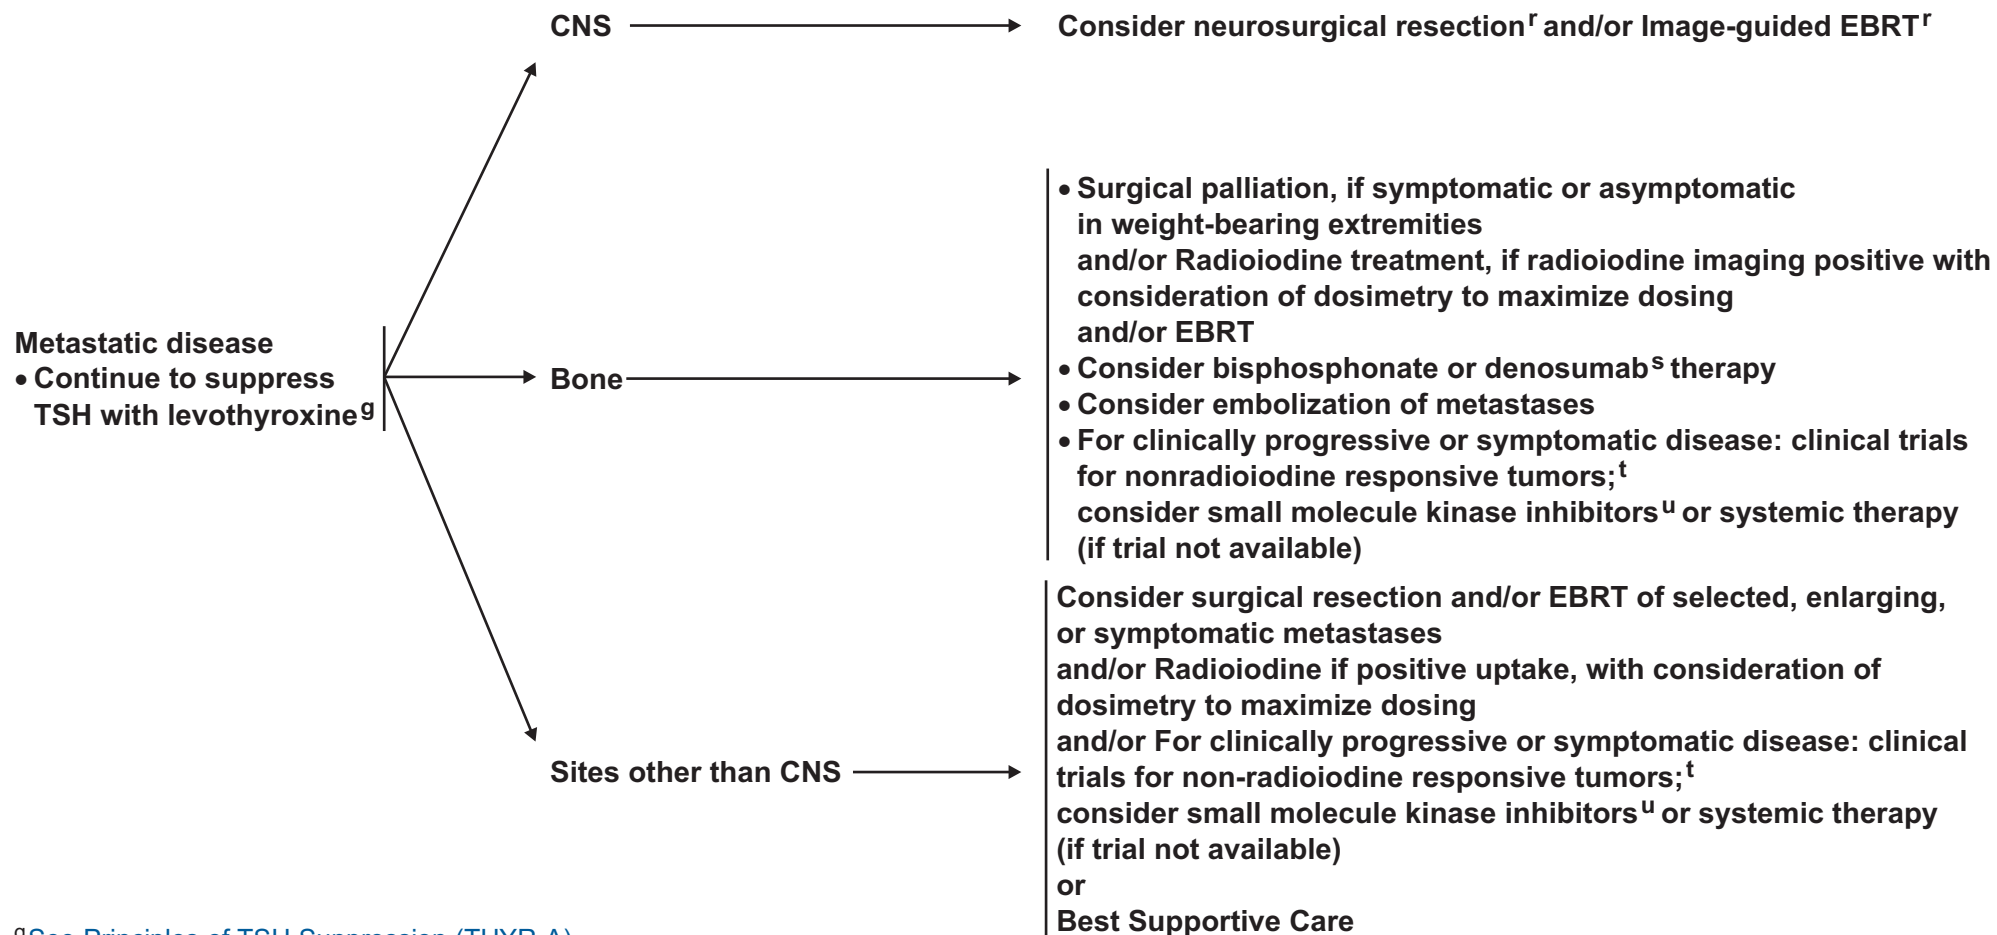 CNS
Consider neurosurgical resection^r and/or Image-guided EBRT^r
Metastatic disease
• Continue to suppress
TSH with levothyroxine^g
Bone
• Surgical palliation, if symptomatic or asymptomatic
in weight-bearing extremities
and/or Radioiodine treatment, if radioiodine imaging positive with
consideration of dosimetry to maximize dosing
and/or EBRT
• Consider bisphosphonate or denosumab^s therapy
• Consider embolization of metastases
• For clinically progressive or symptomatic disease: clinical trials
for nonradioiodine responsive tumors;^t
consider small molecule kinase inhibitors^u or systemic therapy
(if trial not available)
Sites other than CNS
Consider surgical resection and/or EBRT of selected, enlarging,
or symptomatic metastases
and/or Radioiodine if positive uptake, with consideration of
dosimetry to maximize dosing
and/or For clinically progressive or symptomatic disease: clinical
trials for non-radioiodine responsive tumors;^t
consider small molecule kinase inhibitors^u or systemic therapy
(if trial not available)
or
Best Supportive Care
^gSee Principles of TSH Suppression (THYR-A)